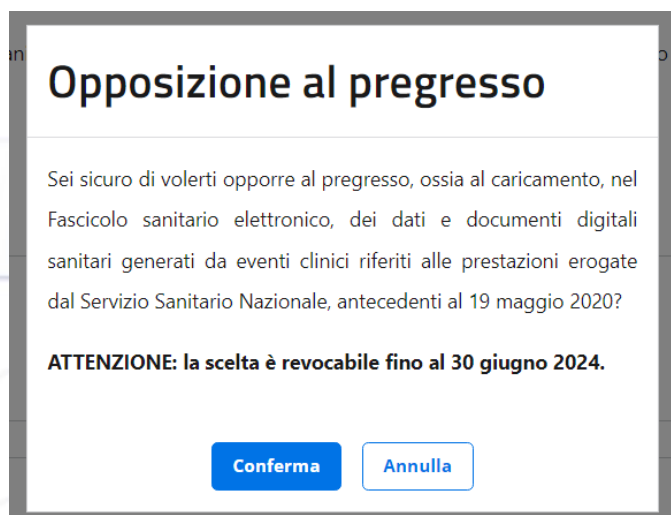 an
o
Opposizione al pregresso
Sei sicuro di volerti opporre al pregresso, ossia al caricamento, nel
Fascicolo sanitario elettronico, dei dati e documenti digitali
sanitari generati da eventi clinici riferiti alle prestazioni erogate
dal Servizio Sanitario Nazionale, antecedenti al 19 maggio 2020?
ATTENZIONE: la scelta è revocabile fino al 30 giugno 2024.
Conferma
Annulla